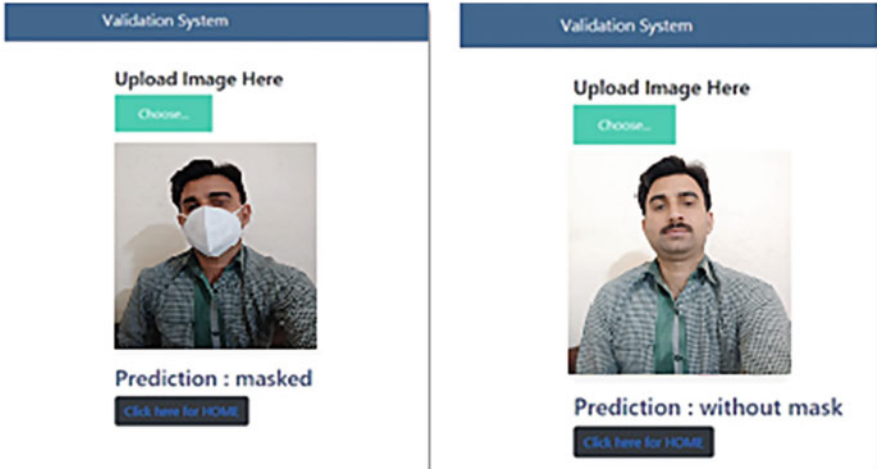 Validation System
Upload Image Here
Choose...
Prediction : masked
Click here for HOME
Validation System
Upload Image Here
Choose...
Prediction : without mask
Click here for HOME